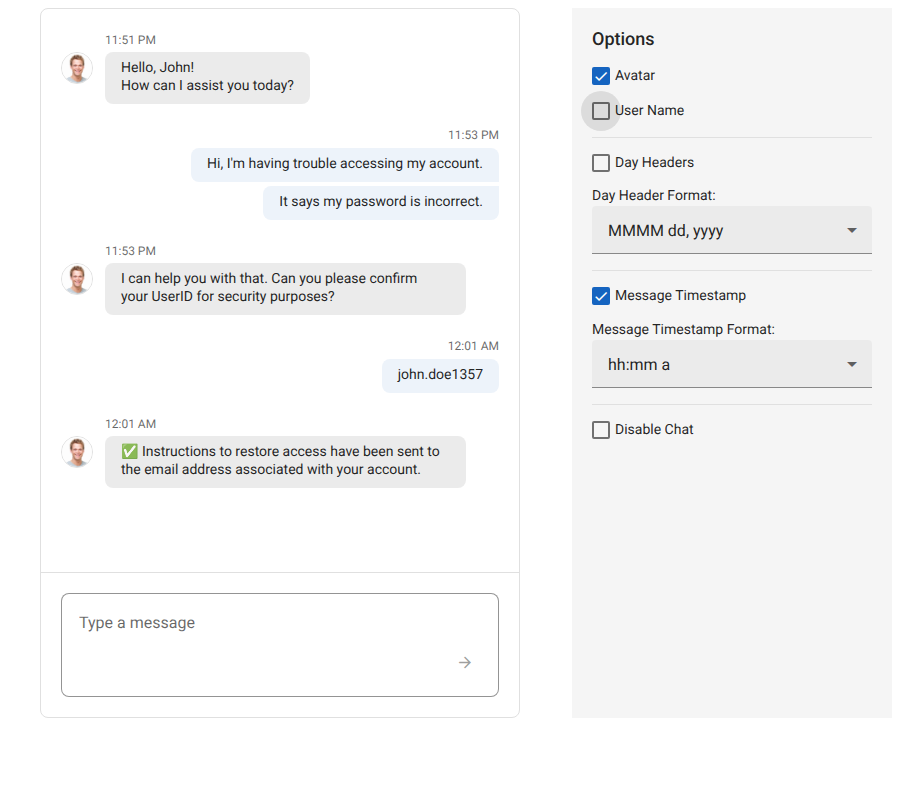 11:51 PM
Hello, John!
How can I assist you today?
11:53 PM
Hi, I'm having trouble accessing my account.
It says my password is incorrect.
11:53 PM
I can help you with that. Can you please confirm
your UserID for security purposes?
12:01 AM
john.doe1357
12:01 AM
✅ Instructions to restore access have been sent to
the email address associated with your account.
Type a message
Options
Avatar
User Name
Day Headers
Day Header Format:
MMMM dd, yyyy
Message Timestamp
Message Timestamp Format:
hh:mm a
Disable Chat